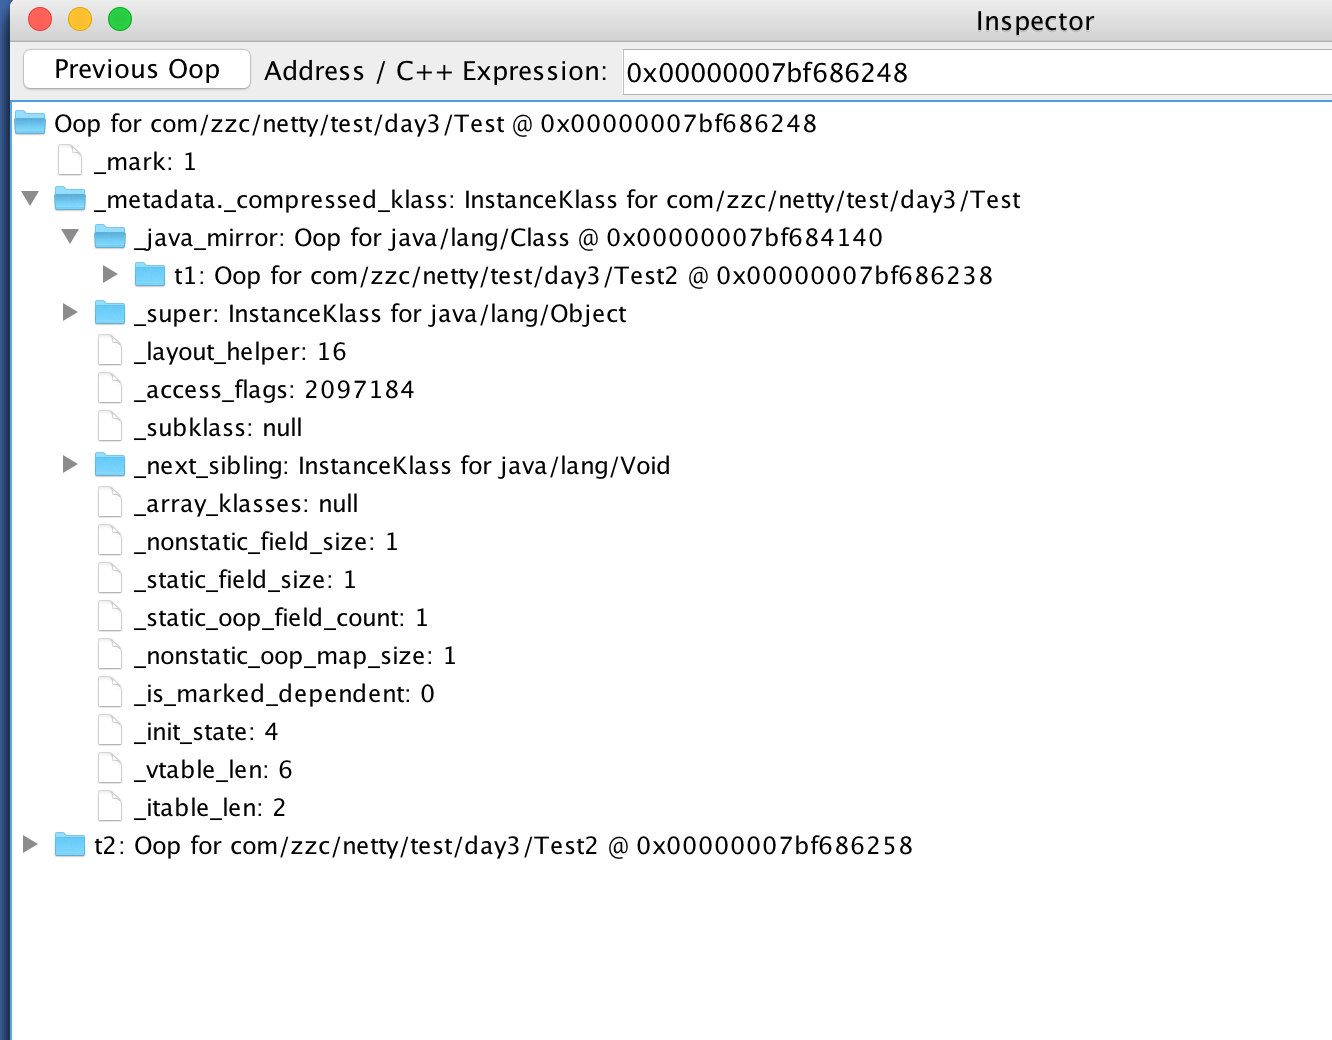 Inspector
Previous Oop Address / C++ Expression: 0x00000007bf686248
Oop for com/zzc/netty/test/day3/Test @ 0x00000007bf686248
_mark: 1
_metadata._compressed_klass: InstanceKlass for com/zzc/netty/test/day3/Test
_java_mirror: Oop for java/lang/Class @ 0x00000007bf684140
t1: Oop for com/zzc/netty/test/day3/Test2 @ 0x00000007bf686238
_super: InstanceKlass for java/lang/Object
_layout_helper: 16
_access_flags: 2097184
_subklass: null
_next_sibling: InstanceKlass for java/lang/Void
_array_klasses: null
_nonstatic_field_size: 1
_static_field_size: 1
_static_oop_field_count: 1
_nonstatic_oop_map_size: 1
_is_marked_dependent: 0
_init_state: 4
_vtable_len: 6
_itable_len: 2
t2: Oop for com/zzc/netty/test/day3/Test2 @ 0x00000007bf686258